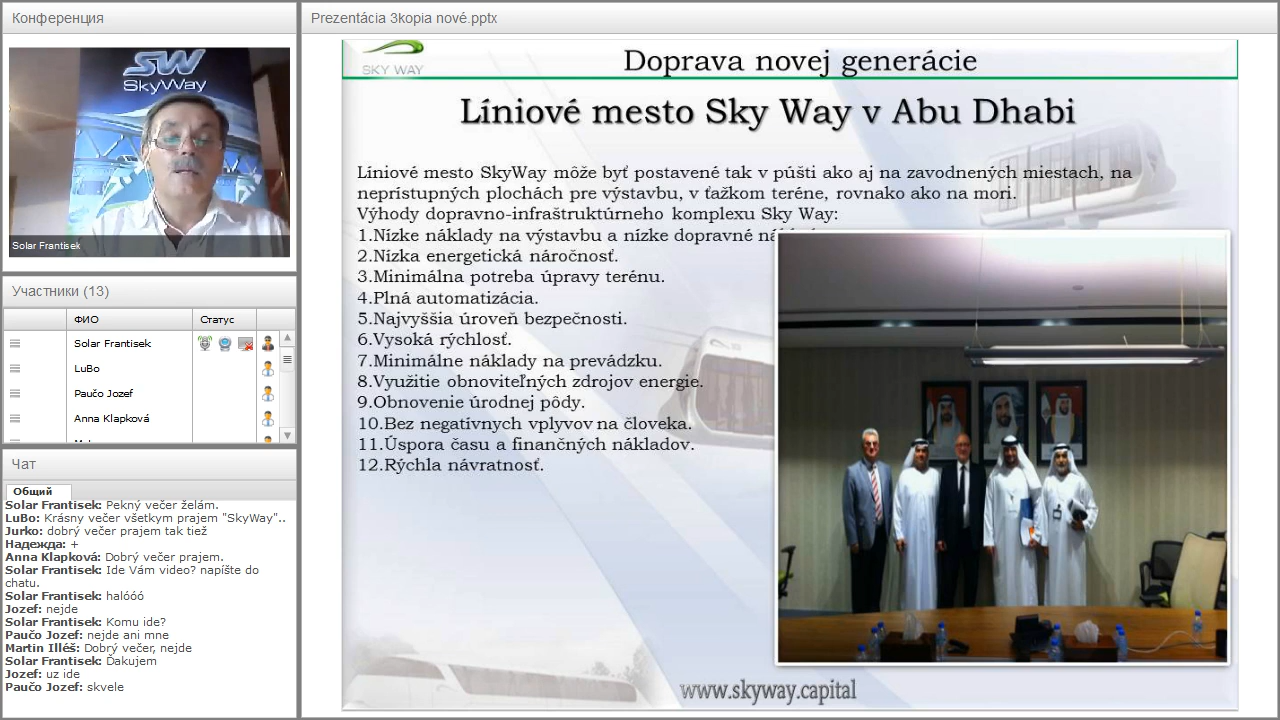 Конференция
SW
SkyWay
Solar Frantisek
Участники (13)
ФИО
Статус
Solar Frantisek
LuBo
Paučo Jozef
Anna Klapková
Чат
Общий
Solar Frantisek: Pekný večer želám.
LuBo: Krásny večer všetkym prajem "SkyWay"..
Jurko: dobrý večer prajem tak tiež
Надежда: +
Anna Klapková: Dobrý večer prajem.
Solar Frantisek: Ide Vám video? napíšte do
chatu.
Solar Frantisek: halóóó
Jozef: nejde
Solar Frantisek: Komu ide?
Paučo Jozef: nejde ani mne
Martin Illéš: Dobrý večer, nejde
Solar Frantisek: Ďakujem
Jozef: uz ide
Paučo Jozef: skvele
Prezentácia 3kopia nové.pptx
SKY WAY
Doprava novej generácie
Líniové mesto Sky Way v Abu Dhabi
Líniové mesto SkyWay môže byť postavené tak v púšti ako aj na zavodnených miestach, na
neprístupných plochách pre výstavbu, v ťažkom teréne, rovnako ako na mori.
Výhody dopravno-infraštruktúrneho komplexu Sky Way:
1.Nízke náklady na výstavbu a nízke dopravné
2.Nízka energetická náročnosť.
3.Minimálna potreba úpravy terénu.
4.Plná automatizácia.
5.Najvyššia úroveň bezpečnosti.
6.Vysoká rýchlosť.
7.Minimálne náklady na prevádzku.
8.Využitie obnoviteľných zdrojov energie.
9.Obnovenie úrodnej pôdy.
10.Bez negatívnych vplyvov na človeka.
11.Úspora času a finančných nákladov.
12.Rýchla návratnosť.
www.skyway.capital